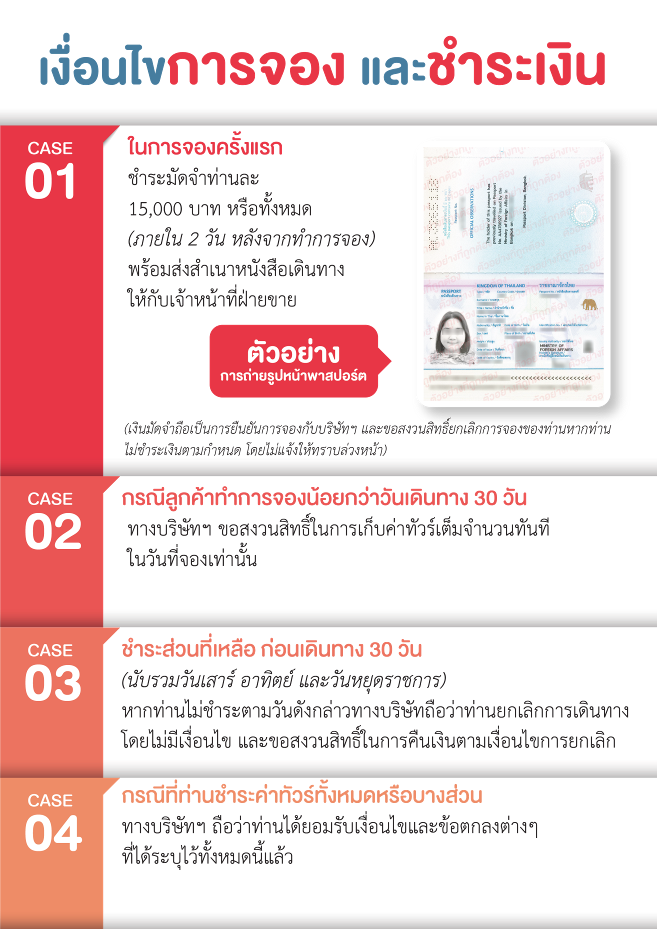 เงื่อนไขการจอง และชำระเงิน
CASE
01
ในการจองครั้งแรก
ชำระมัดจำท่านละ
15,000 บาท หรือทั้งหมด
(ภายใน 2 วัน หลังจากทำการจอง)
พร้อมส่งสำเนาหนังสือเดินทาง
ให้กับเจ้าหน้าที่ฝ่ายขาย
ตัวอย่าง
การถ่ายรูปหน้าพาสปอร์ต
OFFICIAL OBSERVATIONS
PASSPORT
KINGDOM OF THAILAND
ราชอาณาจักรไทย
MINISTRY OF
FOREIGN AFFAIRS
(เงินมัดจำถือเป็นการยืนยันการจองกับบริษัทฯ และขอสงวนสิทธิ์ยกเลิกการจองของท่านหากท่าน
ไม่ชำระเงินตามกำหนด โดยไม่แจ้งให้ทราบล่วงหน้า)
CASE
02
กรณีลูกค้าทำการจองน้อยกว่าวันเดินทาง 30 วัน
ทางบริษัทฯ ขอสงวนสิทธิ์ในการเก็บค่าทัวร์เต็มจำนวนทันที
ในวันที่จองเท่านั้น
CASE
03
ชำระส่วนที่เหลือ ก่อนเดินทาง 30 วัน
(นับรวมวันเสาร์ อาทิตย์ และวันหยุดราชการ)
หากท่านไม่ชำระตามวันดังกล่าวทางบริษัทถือว่าท่านยกเลิกการเดินทาง
โดยไม่มีเงื่อนไข และขอสงวนสิทธิ์ในการคืนเงินตามเงื่อนไขการยกเลิก
CASE
04
กรณีที่ท่านชำระค่าทัวร์ทั้งหมดหรือบางส่วน
ทางบริษัทฯ ถือว่าท่านได้ยอมรับเงื่อนไขและข้อตกลงต่างๆ
ที่ได้ระบุไว้ทั้งหมดนี้แล้ว